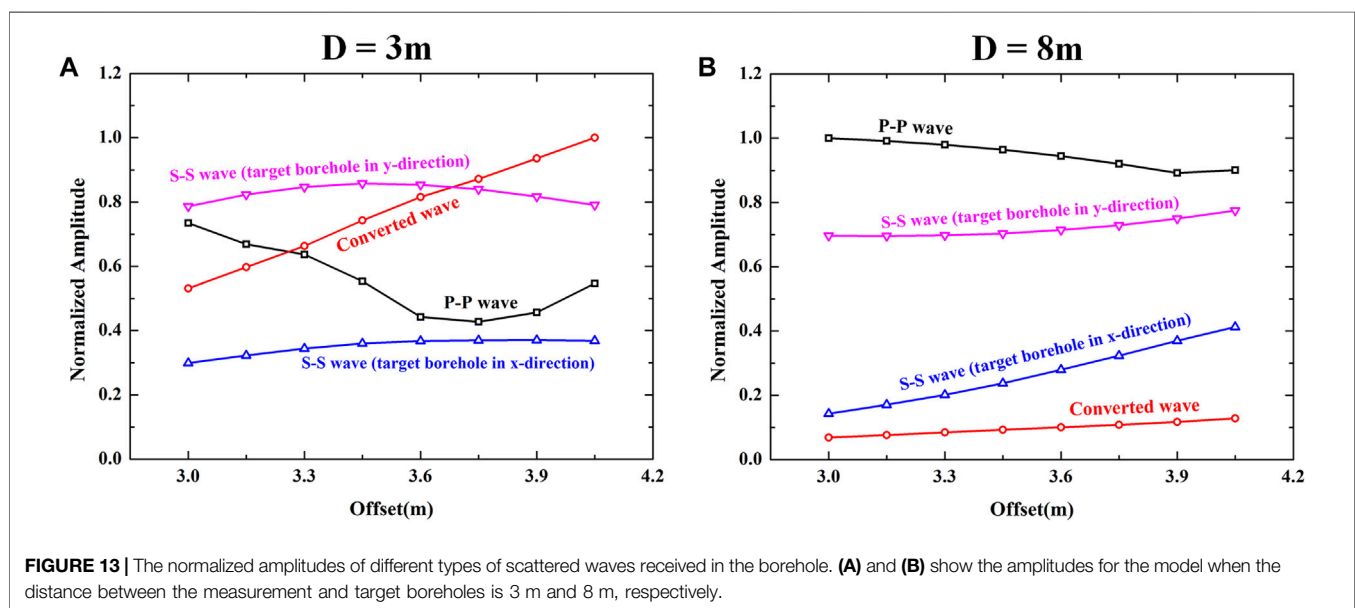 D = 3m
A
1.2
1.0
0.8
0.6
0.4
0.2
0.0
Normalized Amplitude
S-S wave (target borehole in y-direction)
Converted wave
P-P wave
S-S wave (target borehole in x-direction)
3.0
3.3
3.6
3.9
4.2
Offset(m)
D = 8m
B
1.2
1.0
0.8
0.6
0.4
0.2
0.0
Normalized Amplitude
P-P wave
S-S wave (target borehole in y-direction)
S-S wave (target borehole in x-direction)
Converted wave
3.0
3.3
3.6
3.9
4.2
Offset(m)
FIGURE 13 | The normalized amplitudes of different types of scattered waves received in the borehole. (A) and (B) show the amplitudes for the model when the
distance between the measurement and target boreholes is 3 m and 8 m, respectively.